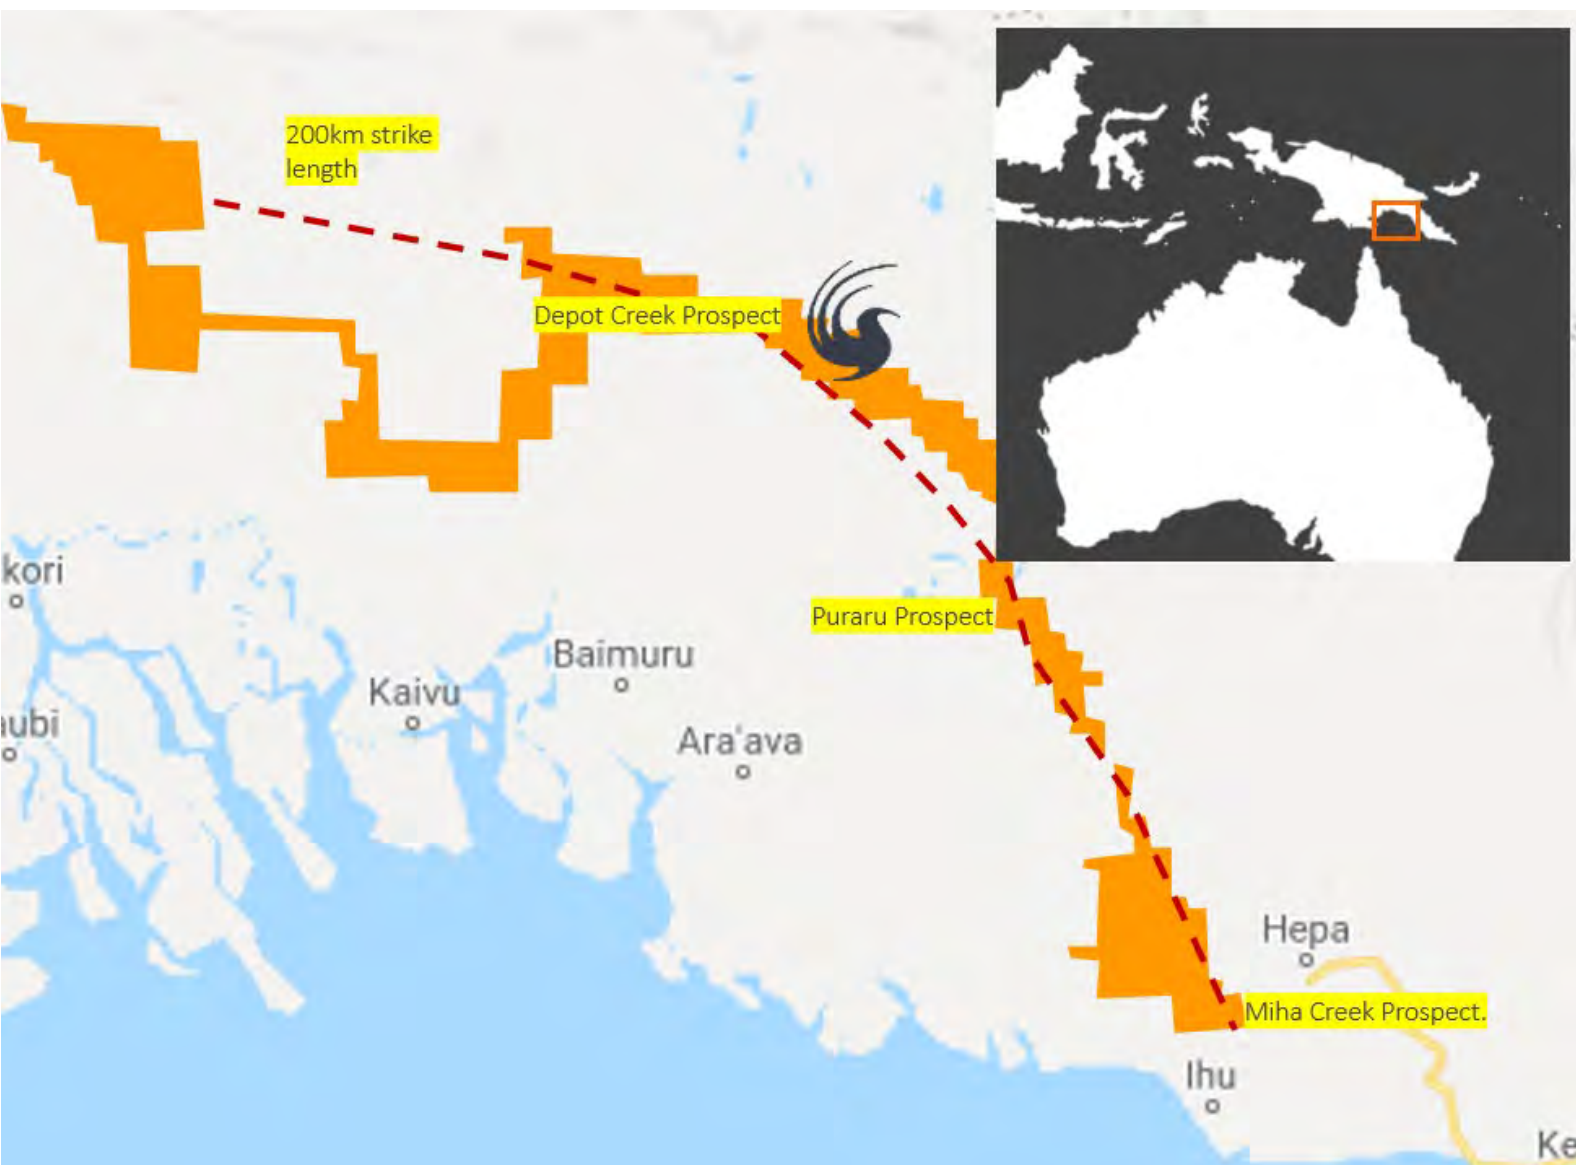 200km strike
length
Depot Creek Prospect
kori
Puraru Prospect
Baimuru
Kaivu
aubi
Ara'ava
Hepa
Miha Creek Prospect.
Ihu
Ke